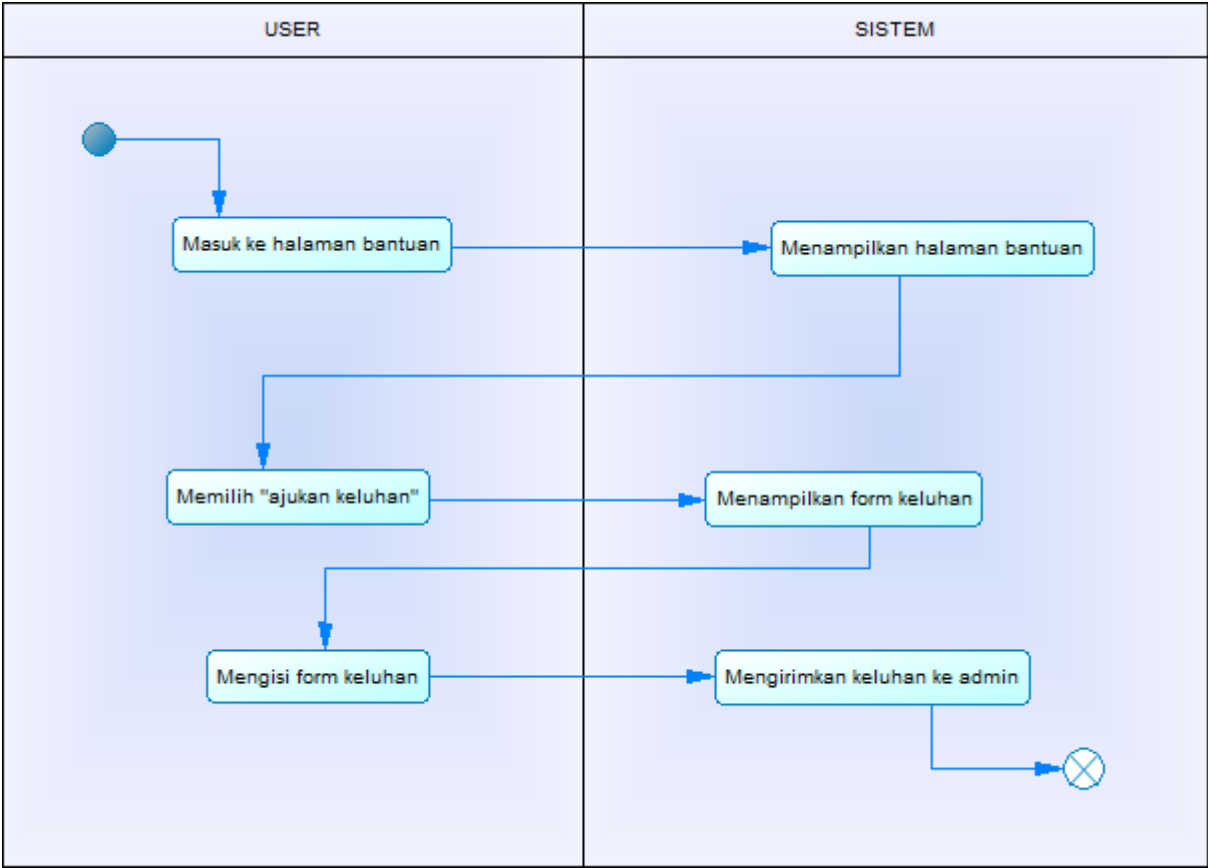 USER
SISTEM
Masuk ke halaman bantuan
Menampilkan halaman bantuan
Memilih "ajukan keluhan"
Menampilkan form keluhan
Mengisi form keluhan
Mengirimkan keluhan ke admin